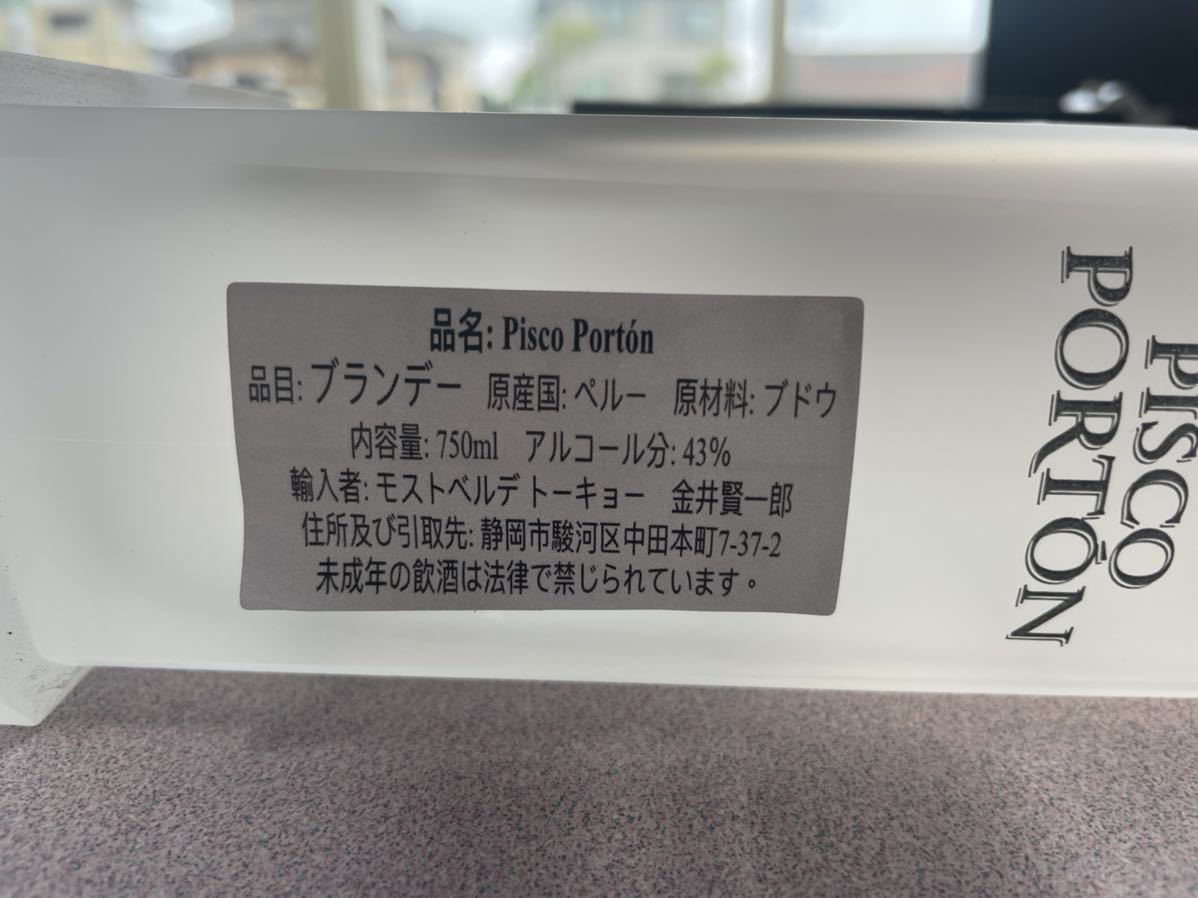 品名: Pisco Portón
品目: ブランデー 原産国: ペルー 原材料: ブドウ
内容量: 750ml アルコール分: 43%
輸入者: モストベルデ トーキョー 金井賢一郎
住所及び引取先: 静岡市駿河区中田本町7-37-2
未成年の飲酒は法律で禁じられています。
PISCO
PORTÓN